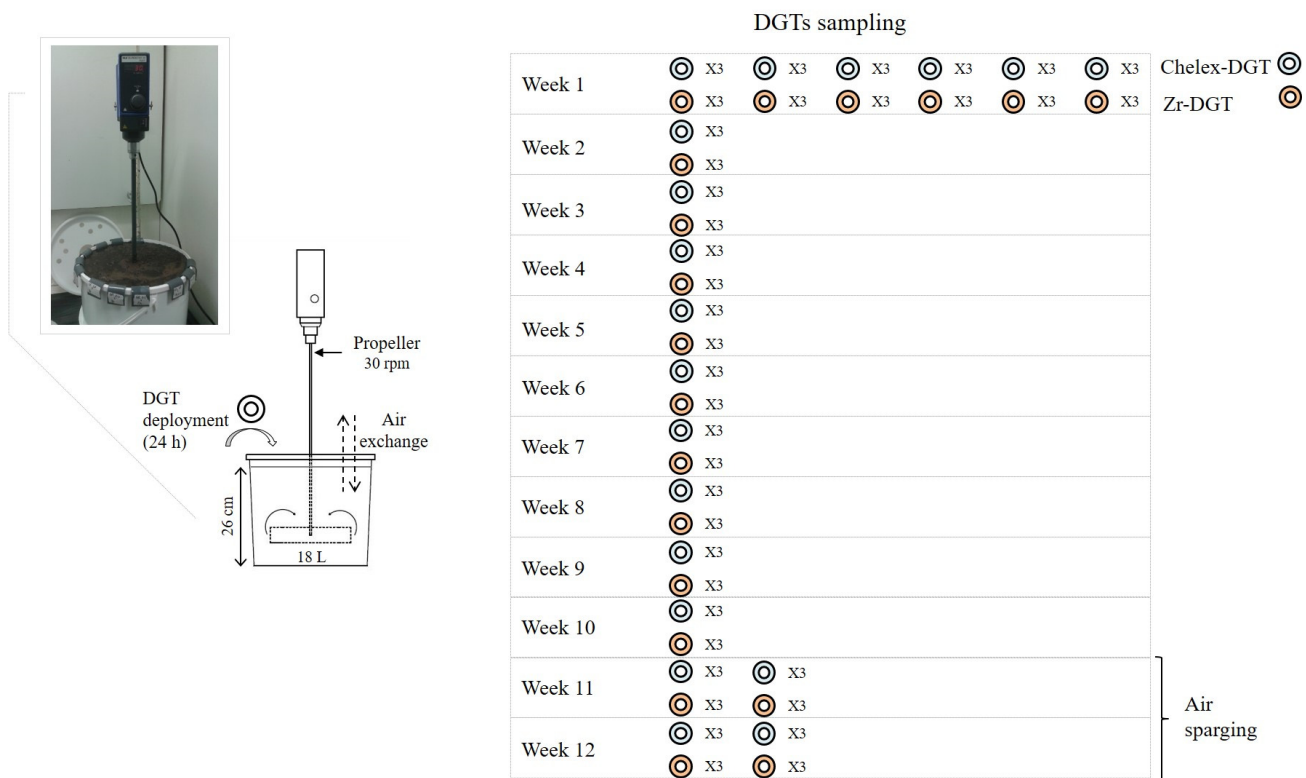 DGTs sampling
Week 1
X3 X3 X3 X3 X3 X3
X3 X3 X3 X3 X3 X3
Chelex-DGT
Zr-DGT
Week 2
X3
X3
Week 3
X3
X3
Week 4
X3
X3
Week 5
X3
X3
Week 6
X3
X3
Week 7
X3
X3
Week 8
X3
X3
Week 9
X3
X3
Week 10
X3
X3
Week 11
X3 X3
X3 X3
Week 12
X3 X3
X3 X3
Air
sparging
Propeller
30 rpm
DGT
deployment
(24 h)
Air
exchange
26 cm
18 L